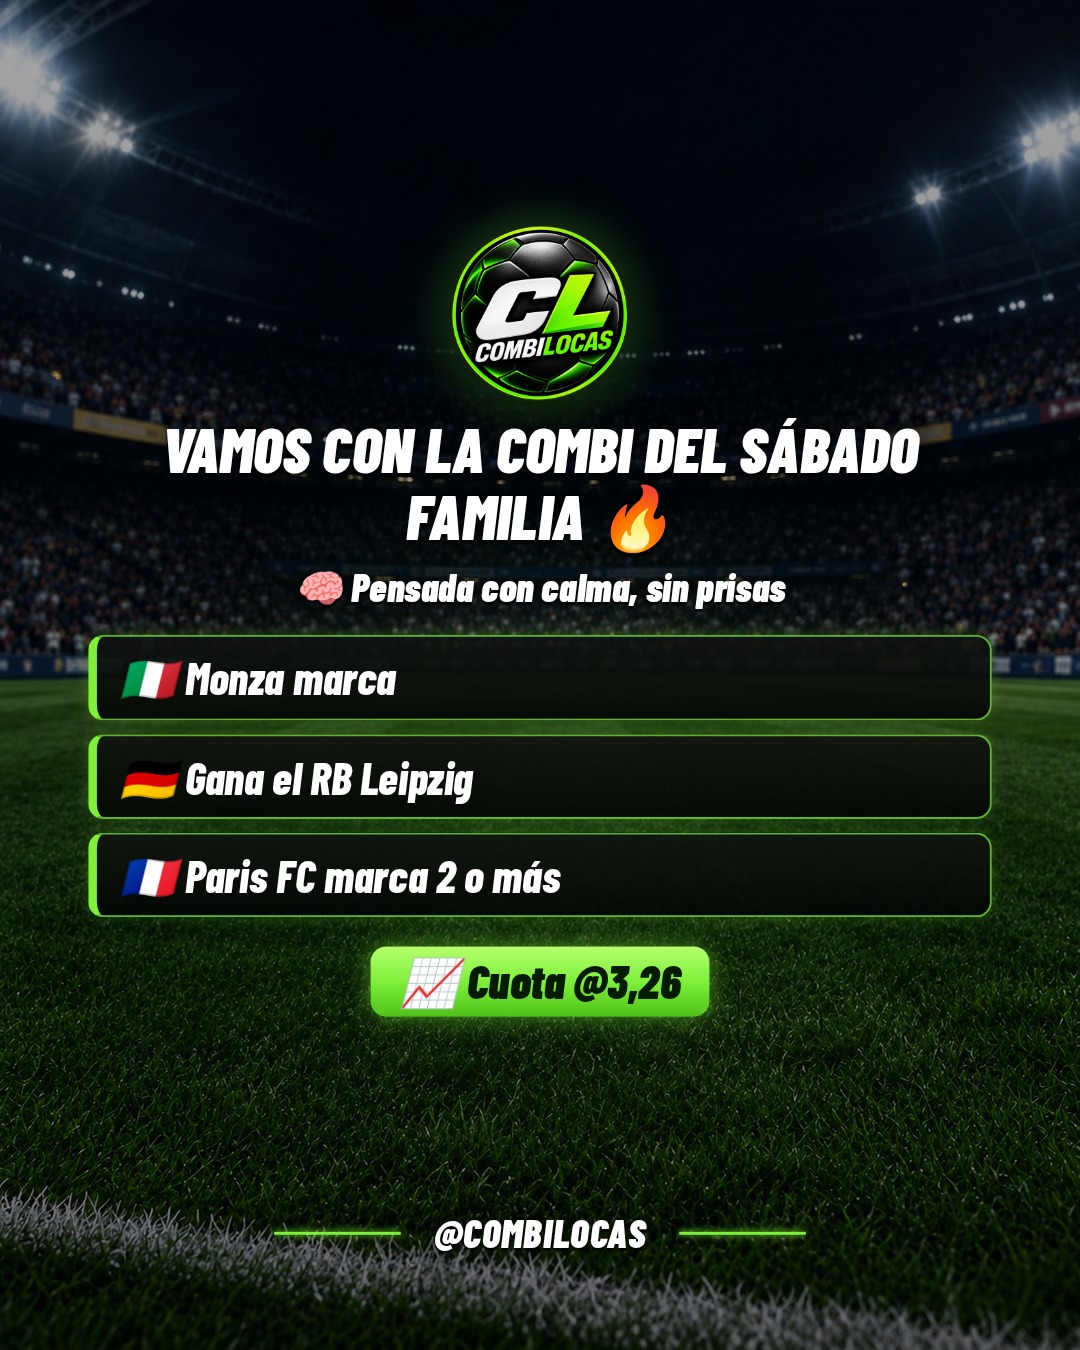 CL
COMBILOCAS
VAMOS CON LA COMBI DEL SÁBADO
FAMILIA 🔥
🧠 Pensada con calma, sin prisas
🇮🇹 Monza marca
🇩🇪 Gana el RB Leipzig
🇫🇷 Paris FC marca 2 o más
📈 Cuota @3,26
@COMBILOCAS